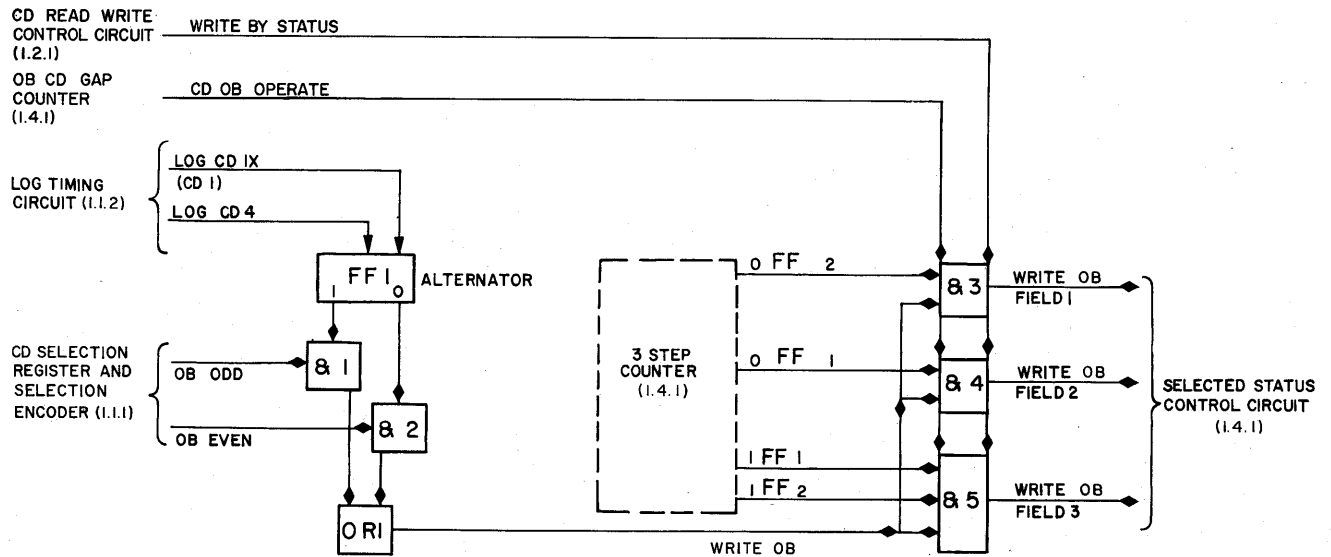 CD READ WRITE
CONTROL CIRCUIT
(1.2.1)
WRITE BY STATUS
OB CD GAP
COUNTER
(1.4.1)
CD OB OPERATE
LOG TIMING
CIRCUIT (1.1.2)
LOG CD 1X
(CD 1)
LOG CD 4
FF 1
1 0
ALTERNATOR
CD SELECTION
REGISTER AND
SELECTION
ENCODER (1.1.1)
OB ODD
OB EVEN
& 1
& 2
OR1
WRITE OB
3 STEP
COUNTER
(1.4.1)
0 FF 2
0 FF 1
1 FF 1
1 FF 2
& 3
& 4
& 5
WRITE OB
FIELD 1
WRITE OB
FIELD 2
WRITE OB
FIELD 3
SELECTED STATUS
CONTROL CIRCUIT
(1.4.1)